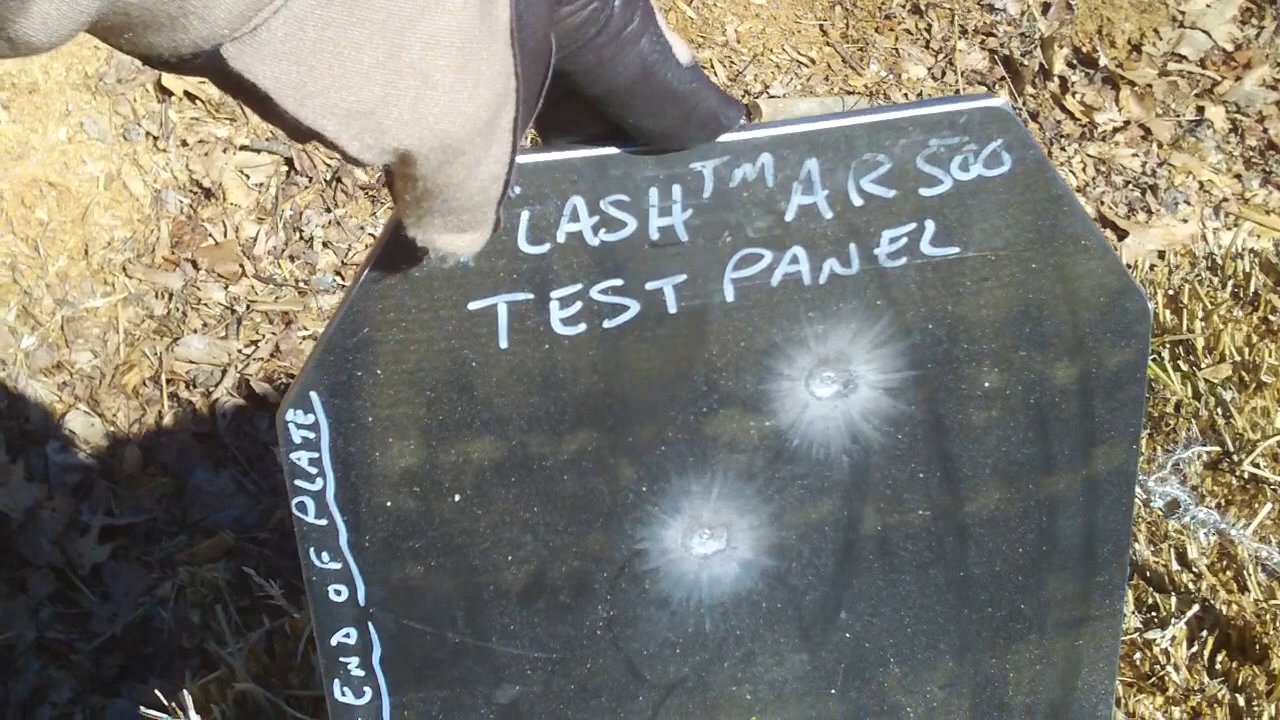 LASH™ AR500
TEST PANEL
END OF PLATE